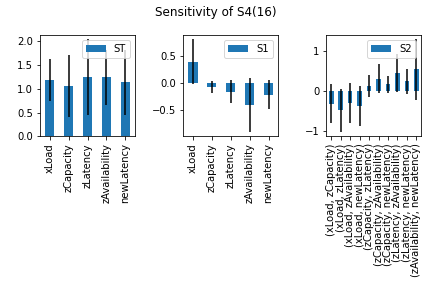 Sensitivity of S4(16)
ST
2.0
1.5
1.0
0.5
0.0
xLoad
zCapacity
zLatency
zAvailability
newLatency
S1
0.5
0.0
−0.5
xLoad
zCapacity
zLatency
zAvailability
newLatency
S2
1
0
−1
(xLoad, zCapacity)
(xLoad, zLatency)
(xLoad, zAvailability)
(xLoad, newLatency)
(zCapacity, zLatency)
(zCapacity, zAvailability)
(zCapacity, newLatency)
(zLatency, zAvailability)
(zLatency, newLatency)
(zAvailability, newLatency)